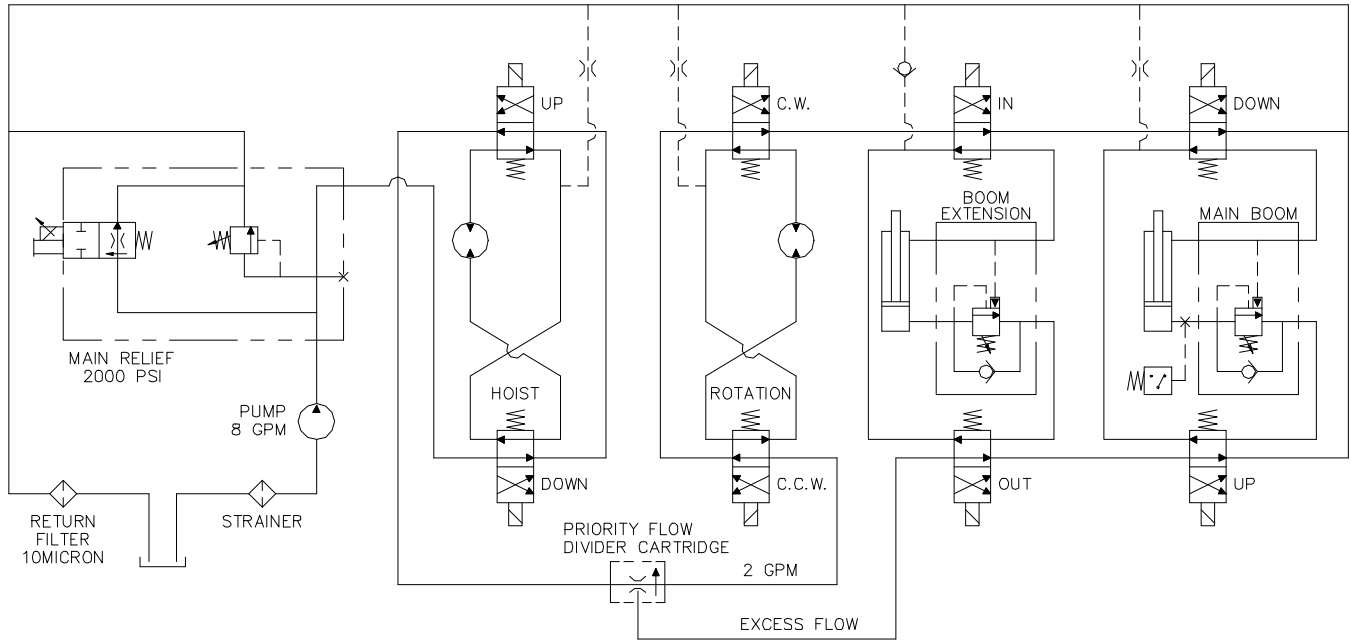 UP
C.W.
IN
DOWN
BOOM
EXTENSION
MAIN BOOM
MAIN RELIEF
2000 PSI
HOIST
ROTATION
PUMP
8 GPM
DOWN
C.C.W.
OUT
UP
RETURN
FILTER
10MICRON
STRAINER
PRIORITY FLOW
DIVIDER CARTRIDGE
2 GPM
EXCESS FLOW